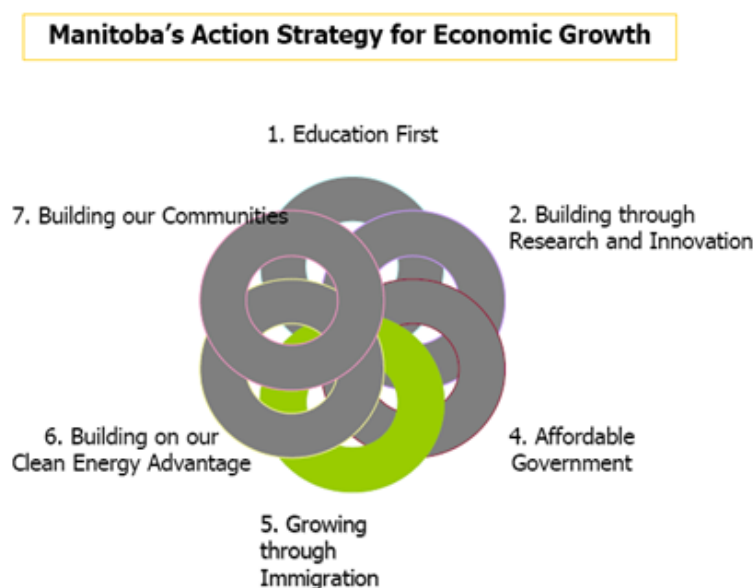 Manitoba's Action Strategy for Economic Growth
1. Education First
7. Building our Communities
2. Building through
Research and Innovation
6. Building on our
Clean Energy Advantage
4. Affordable
Government
5. Growing
through
Immigration